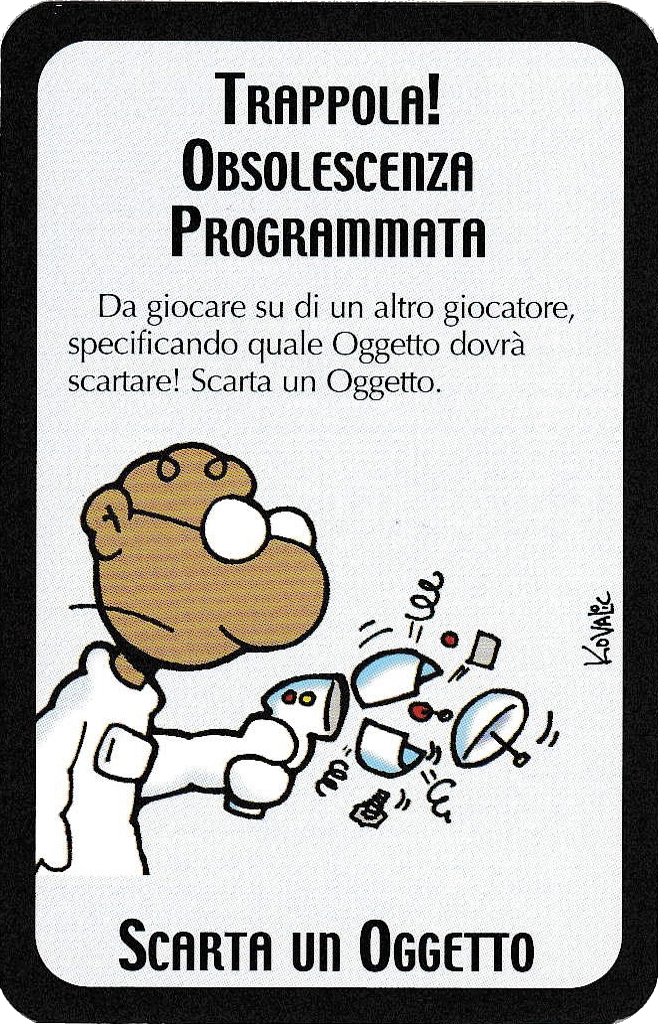 Trappola!
Obsolescenza
Programmata
Da giocare su di un altro giocatore,
specificando quale Oggetto dovrà
scartare! Scarta un Oggetto.
Kovalic
Scarta un Oggetto